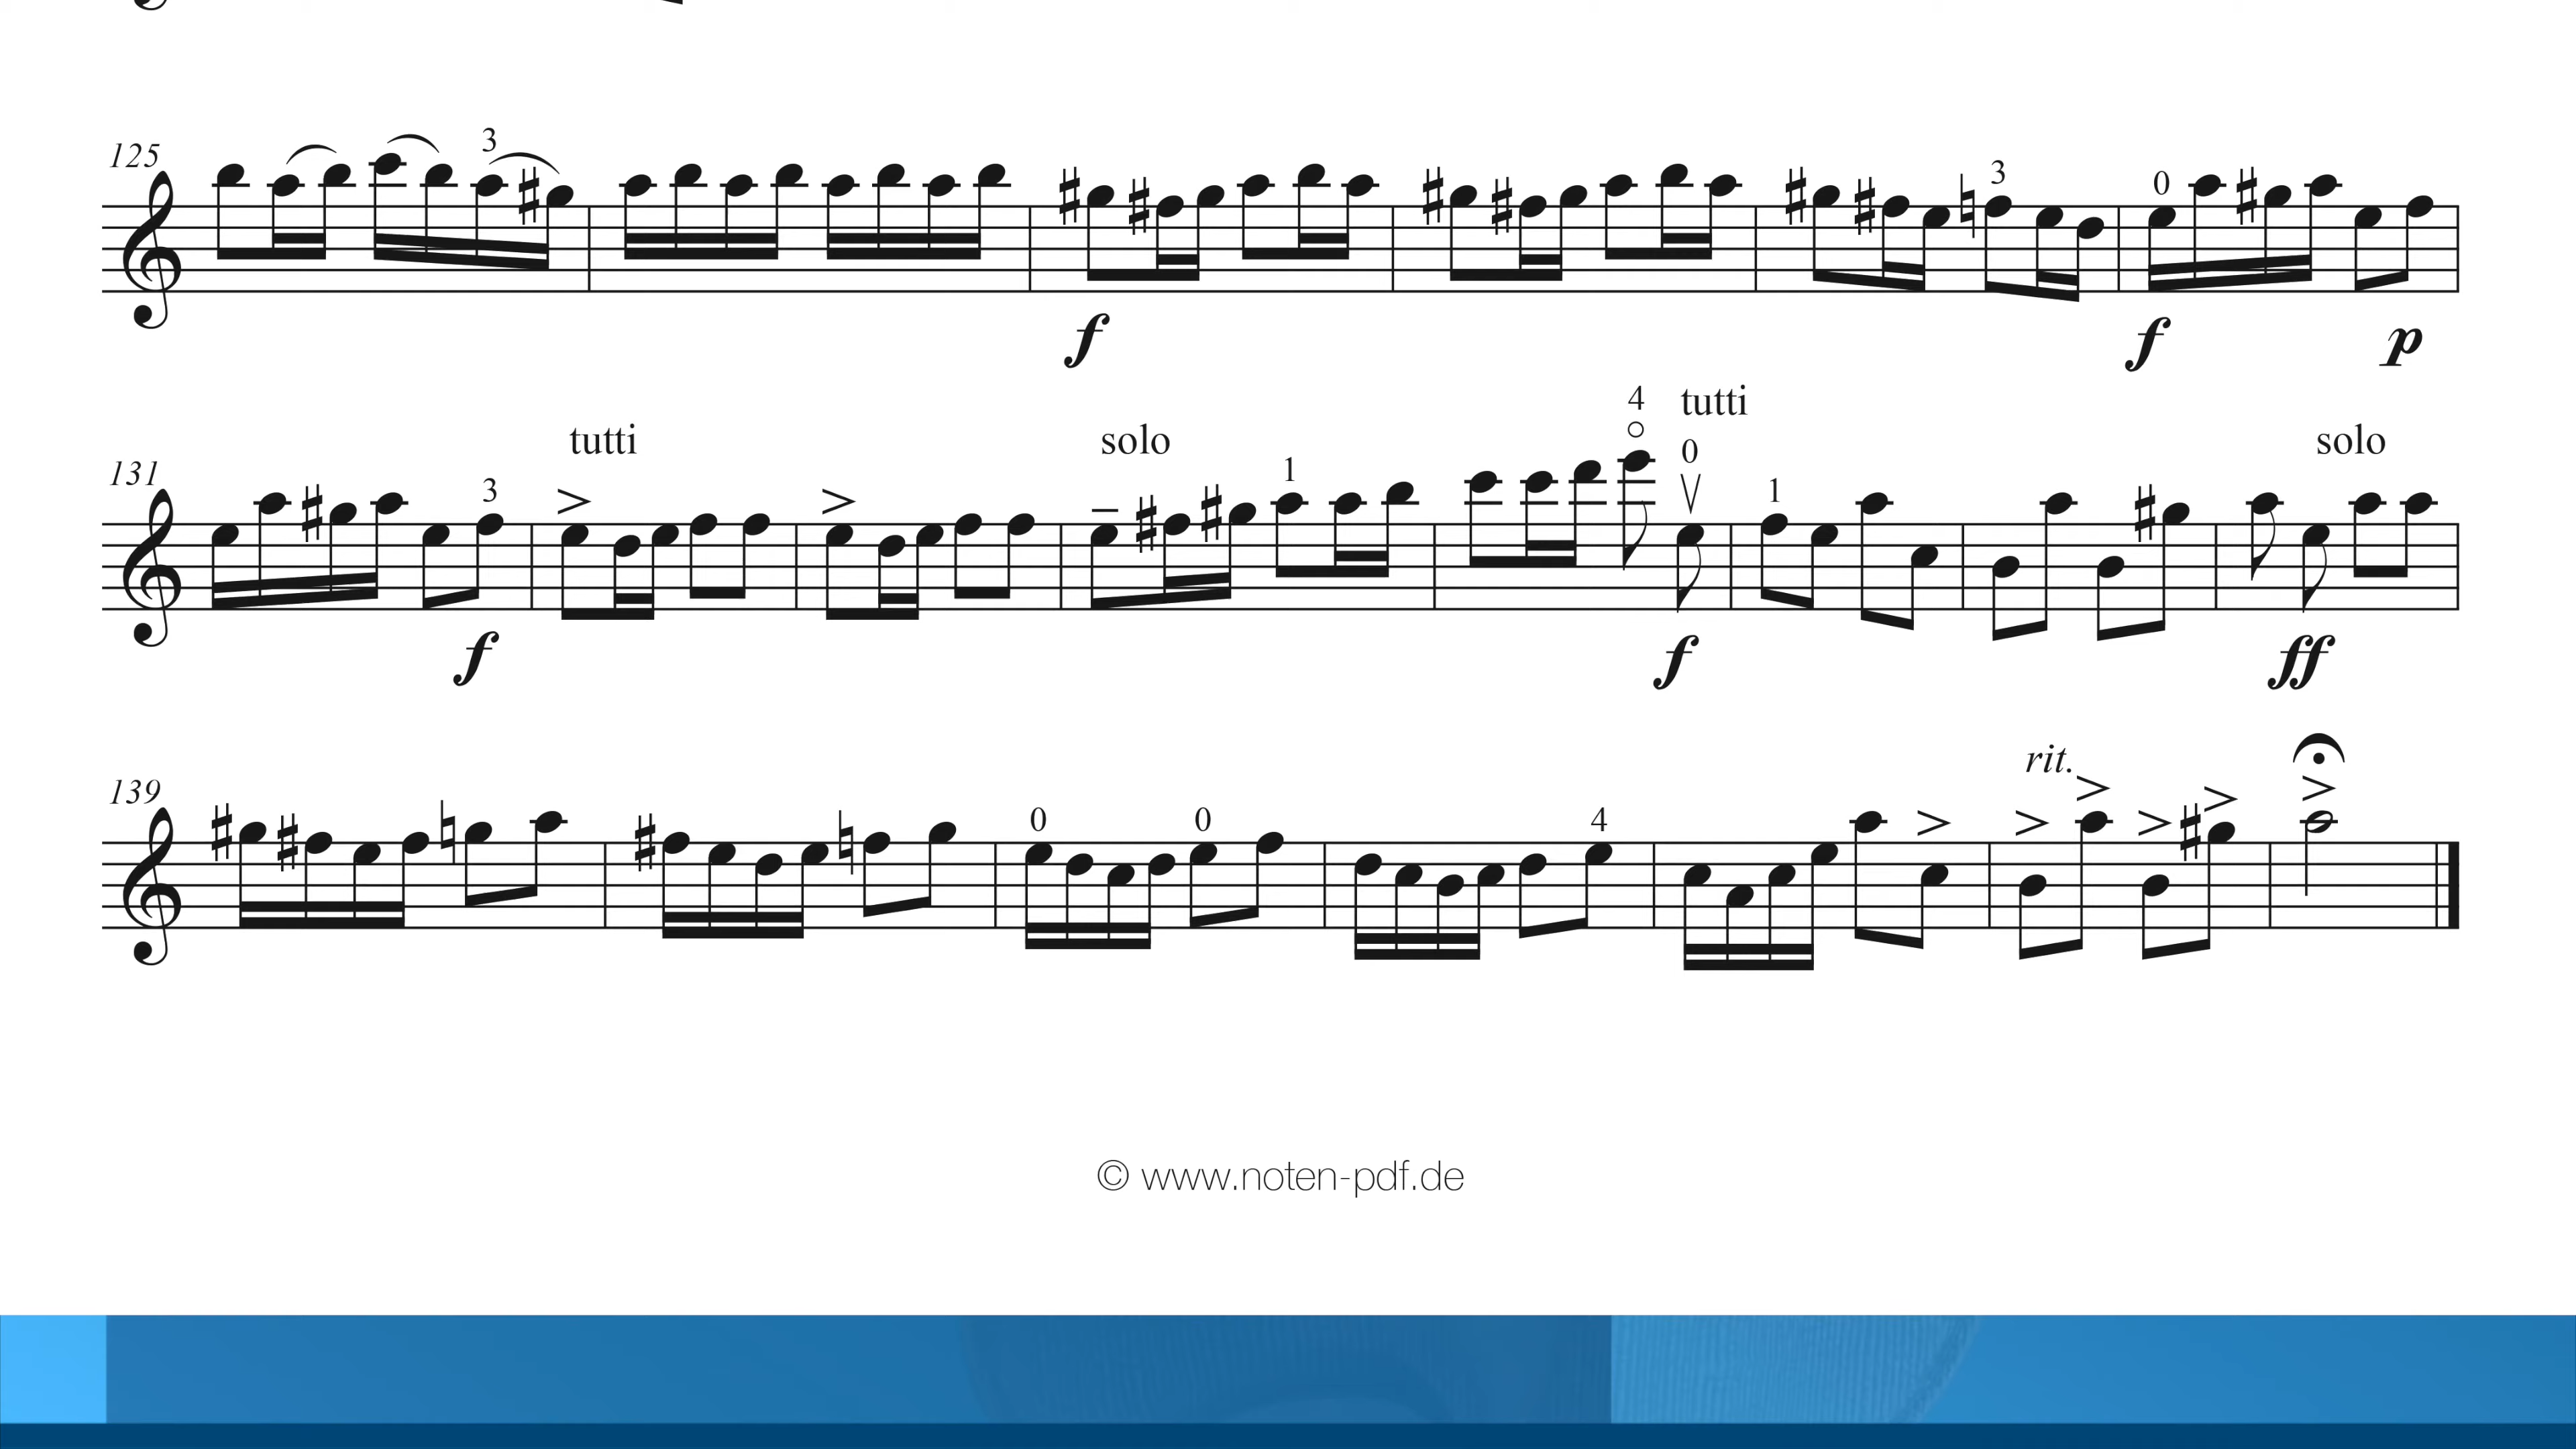 125 3
3 0
f f p
4 tutti
tutti solo 0 solo
131 3 1 1
f f ff
rit.
139 0 0 4
© www.noten-pdf.de